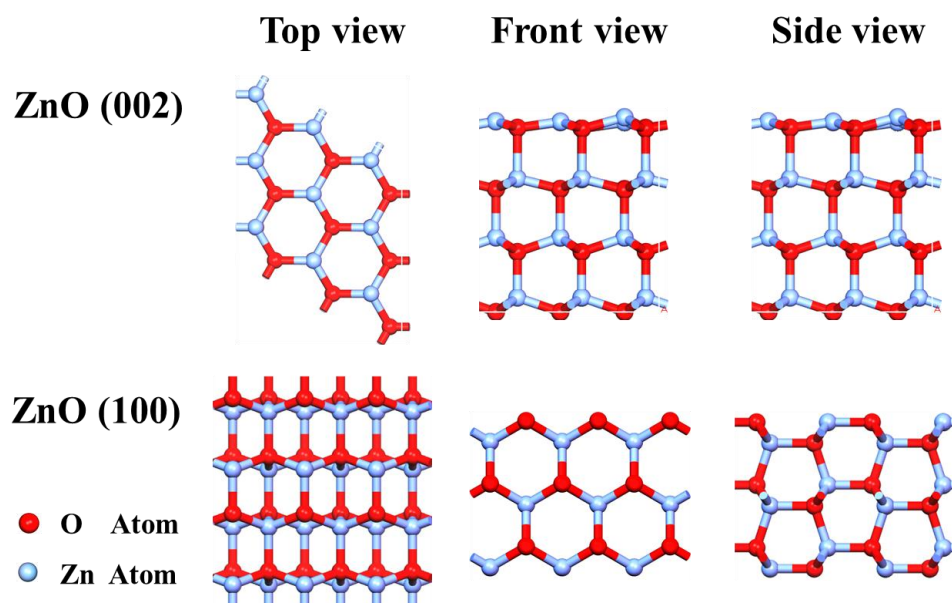 Top view
Front view
Side view
ZnO (002)
ZnO (100)
O Atom
Zn Atom